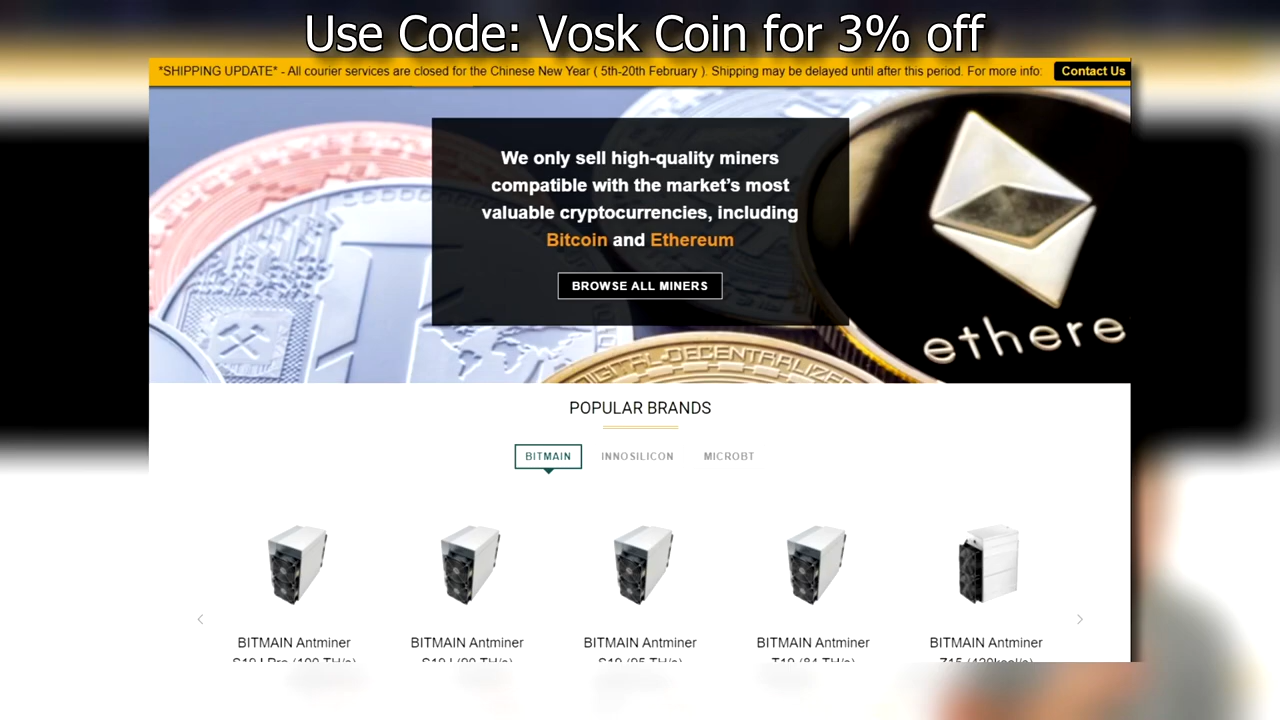 Use Code: Vosk Coin for 3% off
*SHIPPING UPDATE* - All courier services are closed for the Chinese New Year ( 5th-20th February ). Shipping may be delayed until after this period. For more info:
Contact Us
We only sell high-quality miners
compatible with the market’s most
valuable cryptocurrencies, including
Bitcoin and Ethereum
BROWSE ALL MINERS
DIGITAL DECENTRALIZED
ethere
POPULAR BRANDS
BITMAIN INNOSILICON MICROBT
BITMAIN Antminer BITMAIN Antminer BITMAIN Antminer BITMAIN Antminer BITMAIN Antminer